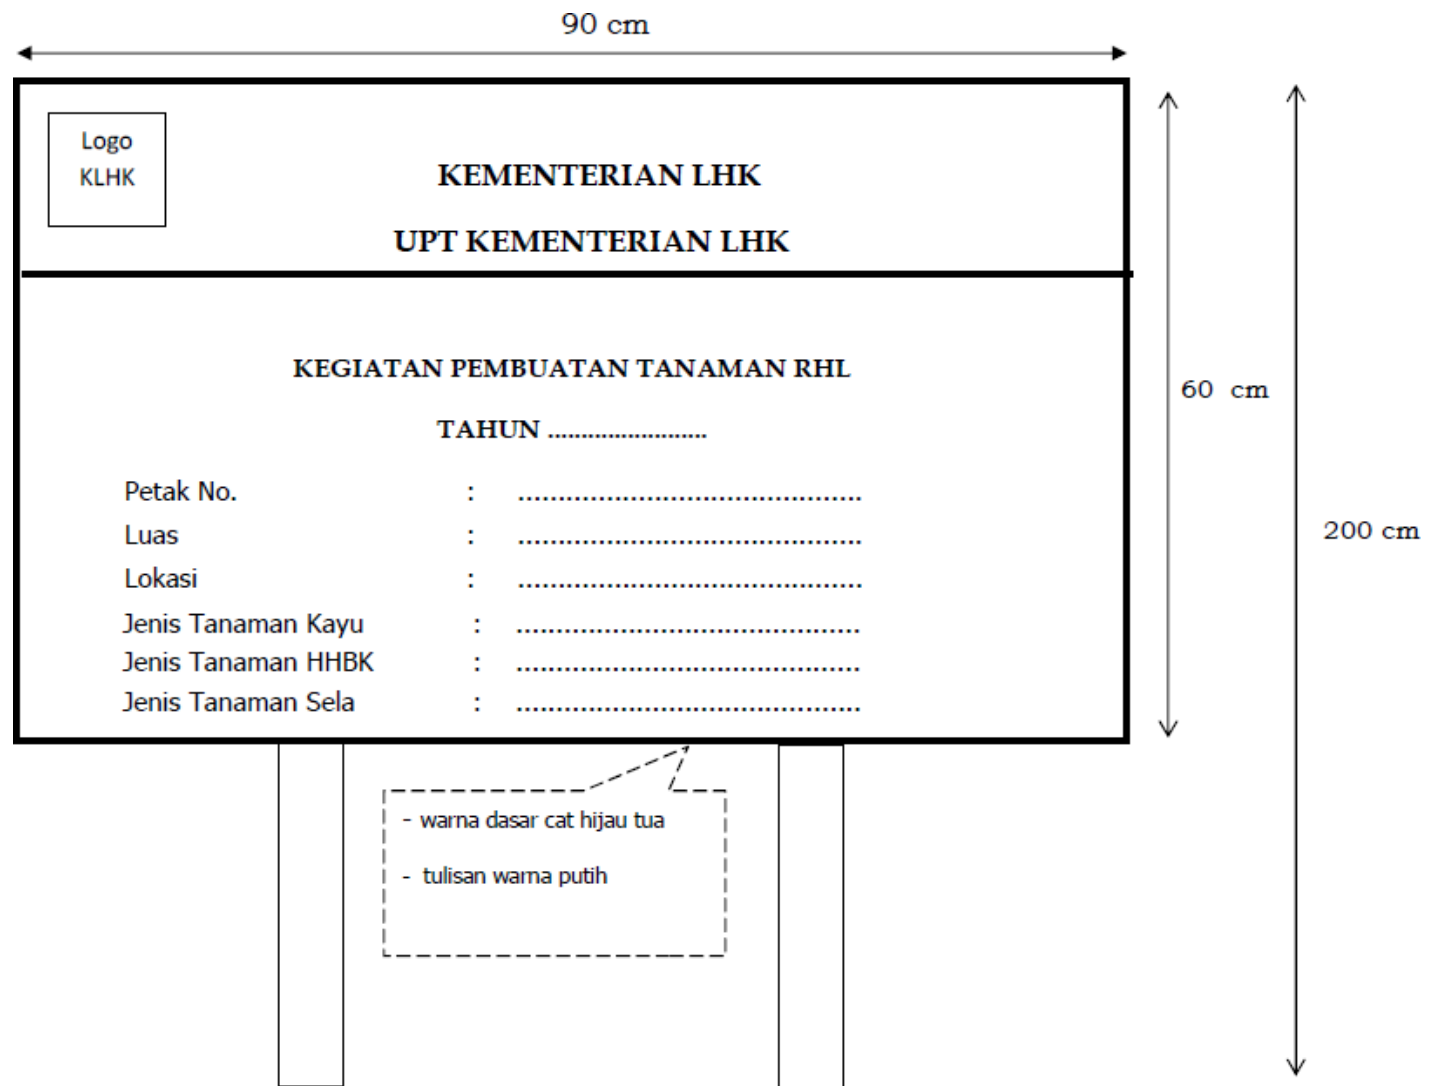 90 cm
Logo
KLHK
KEMENTERIAN LHK
UPT KEMENTERIAN LHK
KEGIATAN PEMBUATAN TANAMAN RHL
TAHUN ........................
60 cm
200 cm
Petak No. : ...........................................
Luas : ...........................................
Lokasi : ...........................................
Jenis Tanaman Kayu : ...........................................
Jenis Tanaman HHBK : ...........................................
Jenis Tanaman Sela : ...........................................
- warna dasar cat hijau tua
- tulisan warna putih